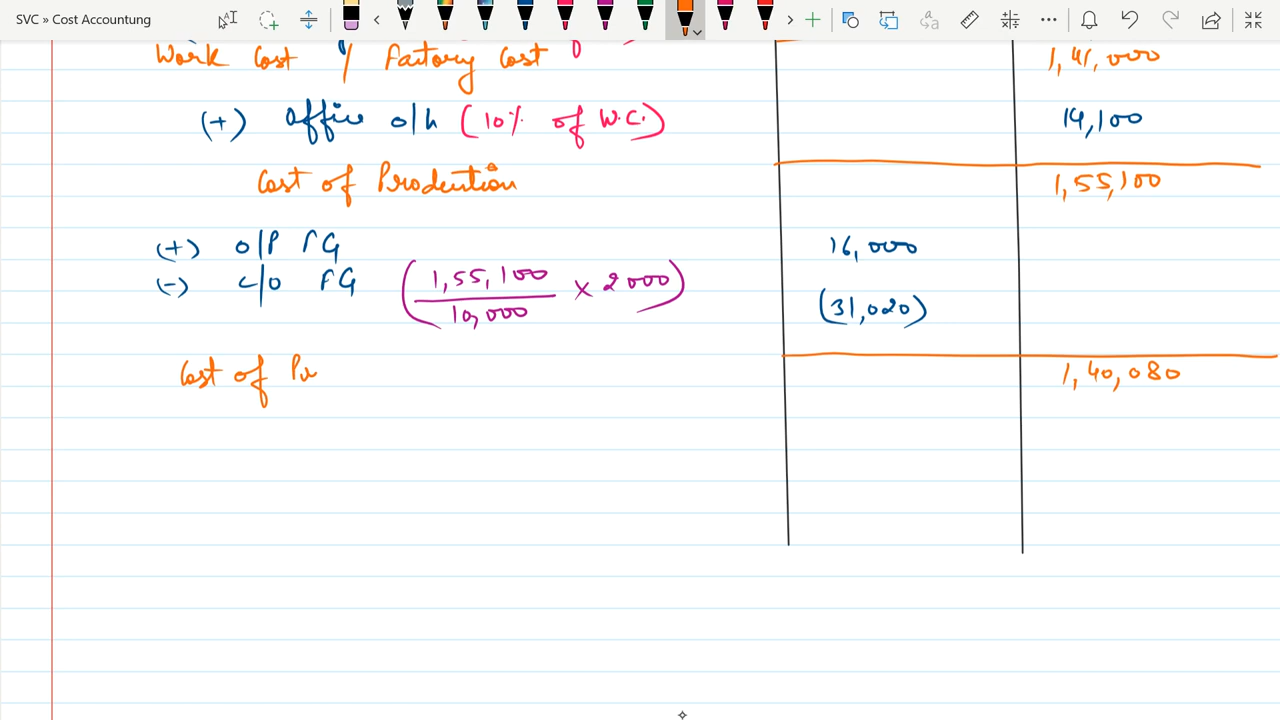 SVC » Cost Accountung
Work Cost / Factory Cost 1,41,000
(+) Office o/h (10% of W.C.) 14,100
Cost of Prodention 1,55,100
(+) o/P FG 16,000
(-) c/o FG (1,55,100 / 10,000 × 2000) (31,020)
Cost of 1,40,080